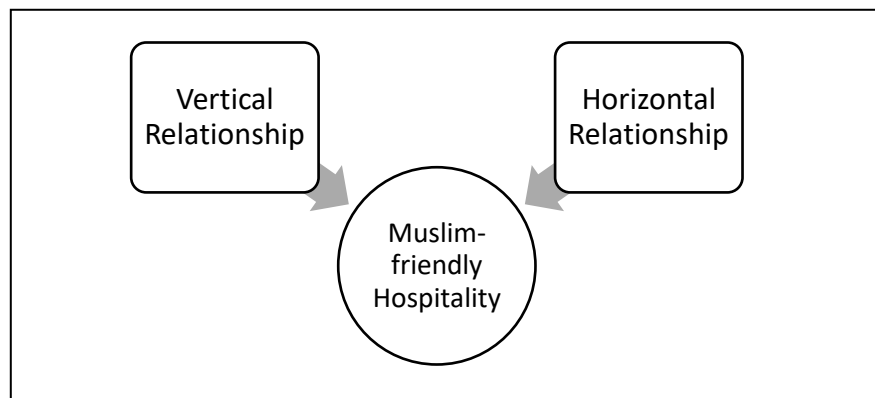 Vertical
Relationship
Horizontal
Relationship
Muslim-
friendly
Hospitality